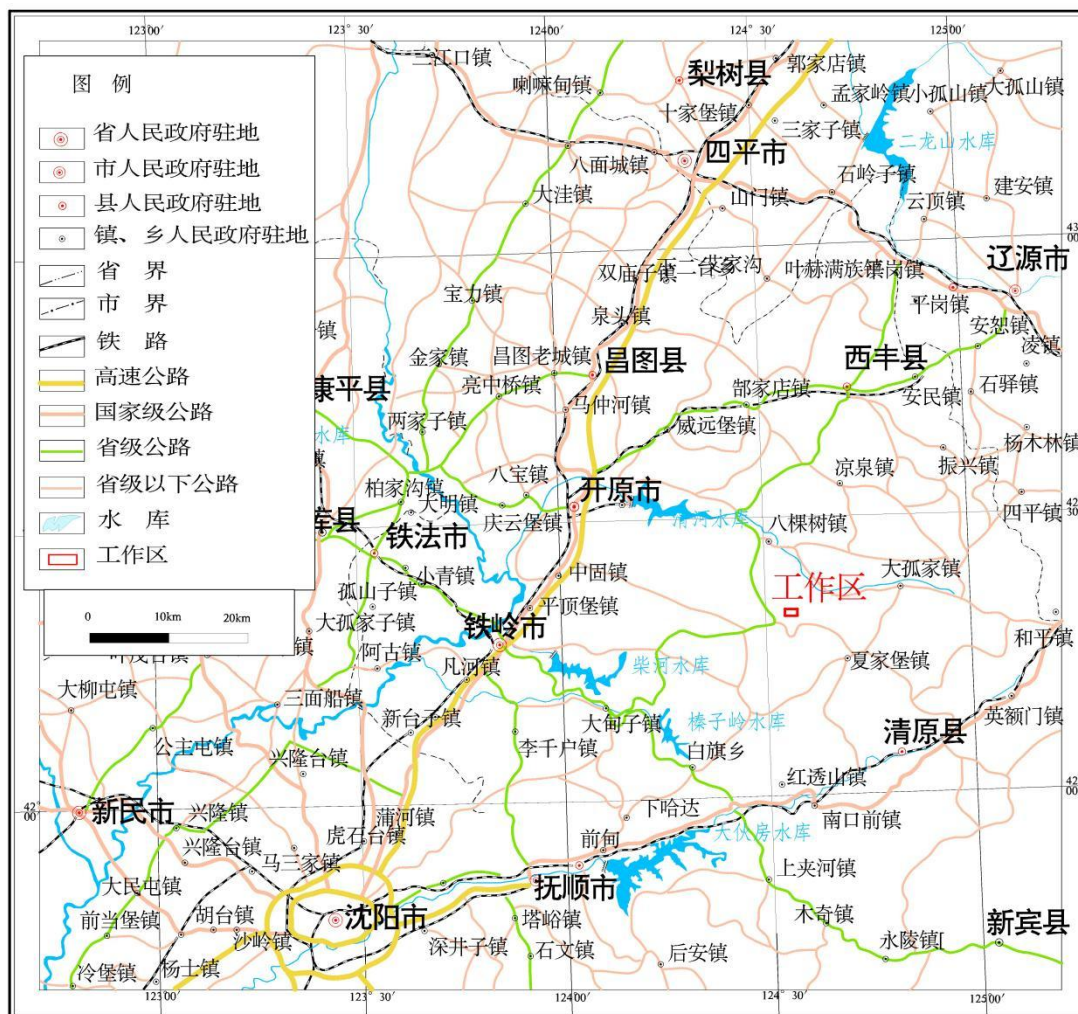 123°00′
123° 30′
124°00′
124° 30′
125°00′
三江口镇
喇嘛甸镇
梨树县
郭家店镇
孟家岭镇
小孤山镇
大孤山镇
十家堡镇
三家子镇
二龙山水库
八面城镇
四平市
石岭子镇
建安镇
大洼镇
山门镇
云顶镇
43
00′
辽源市
双庙子镇
二台乡
叶赫满族镇
平岗镇
宝力镇
泉头镇
安恕镇
金家镇
昌图老城镇
昌图县
西丰县
凌镇
康平县
亮中桥镇
郜家店镇
安民镇
石驿镇
马仲河镇
两家子镇
威远堡镇
杨木林镇
水库
八宝镇
凉泉镇
振兴镇
柏家沟镇
大明镇
开原市
42
30′
四平镇
库县
庆云堡镇
清河水库
八棵树镇
铁法市
小青镇
中固镇
大孤家镇
工作区
孤山子镇
平顶堡镇
大孤家子镇
铁岭市
和平镇
阿古镇
凡河镇
柴河水库
夏家堡镇
大柳屯镇
三面船镇
大甸子镇
榛子岭水库
英额门镇
新台子镇
公主屯镇
李千户镇
白旗乡
清原县
兴隆台镇
红透山镇
42°
00′
42
00′
新民市
兴隆镇
蒲河镇
下哈达
南口前镇
虎石台镇
前甸
大伙房水库
兴隆台镇
马三家镇
上夹河镇
大民屯镇
抚顺市
前当堡镇
胡台镇
沈阳市
塔峪镇
木奇镇
新宾县
沙岭镇
深井子镇
石文镇
后安镇
永陵镇[
冷堡镇
杨士镇
123°00′
123° 30′
124°00′
124° 30′
125°00′
图 例
省人民政府驻地
市人民政府驻地
县人民政府驻地
镇、乡人民政府驻地
省 界
市 界
铁 路
高速公路
国家级公路
省级公路
省级以下公路
水 库
工作区
0 10km 20km